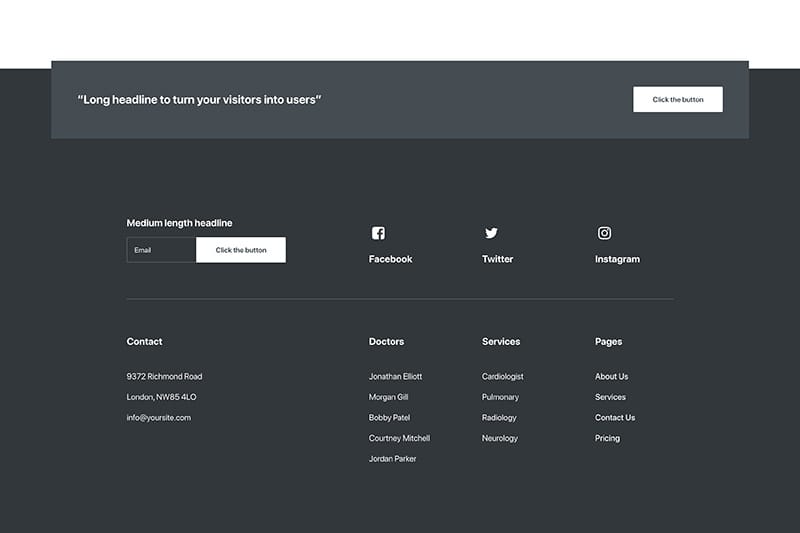 “Long headline to turn your visitors into users”
Click the button
Medium length headline
Email
Click the button
Facebook
Twitter
Instagram
Contact
9372 Richmond Road
London, NW85 4LO
info@yoursite.com
Doctors
Jonathan Elliott
Morgan Gill
Bobby Patel
Courtney Mitchell
Jordan Parker
Services
Cardiologist
Pulmonary
Radiology
Neurology
Pages
About Us
Services
Contact Us
Pricing